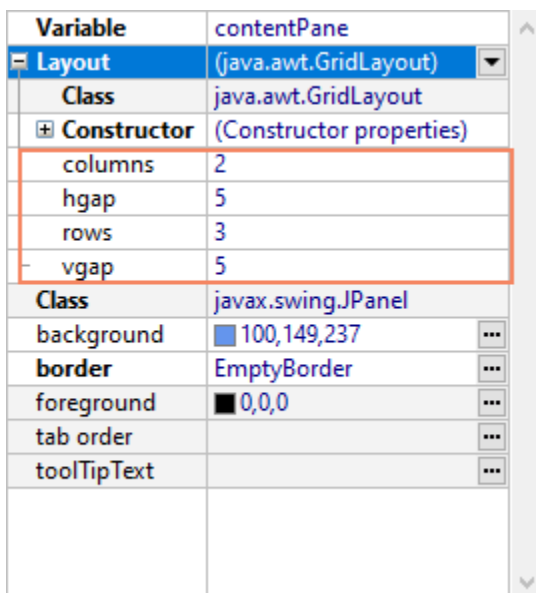 Variable contentPane
Layout (java.awt.GridLayout)
Class java.awt.GridLayout
Constructor (Constructor properties)
columns 2
hgap 5
rows 3
vgap 5
Class javax.swing.JPanel
background 100,149,237 ...
border EmptyBorder ...
foreground 0,0,0 ...
tab order ...
toolTipText ...